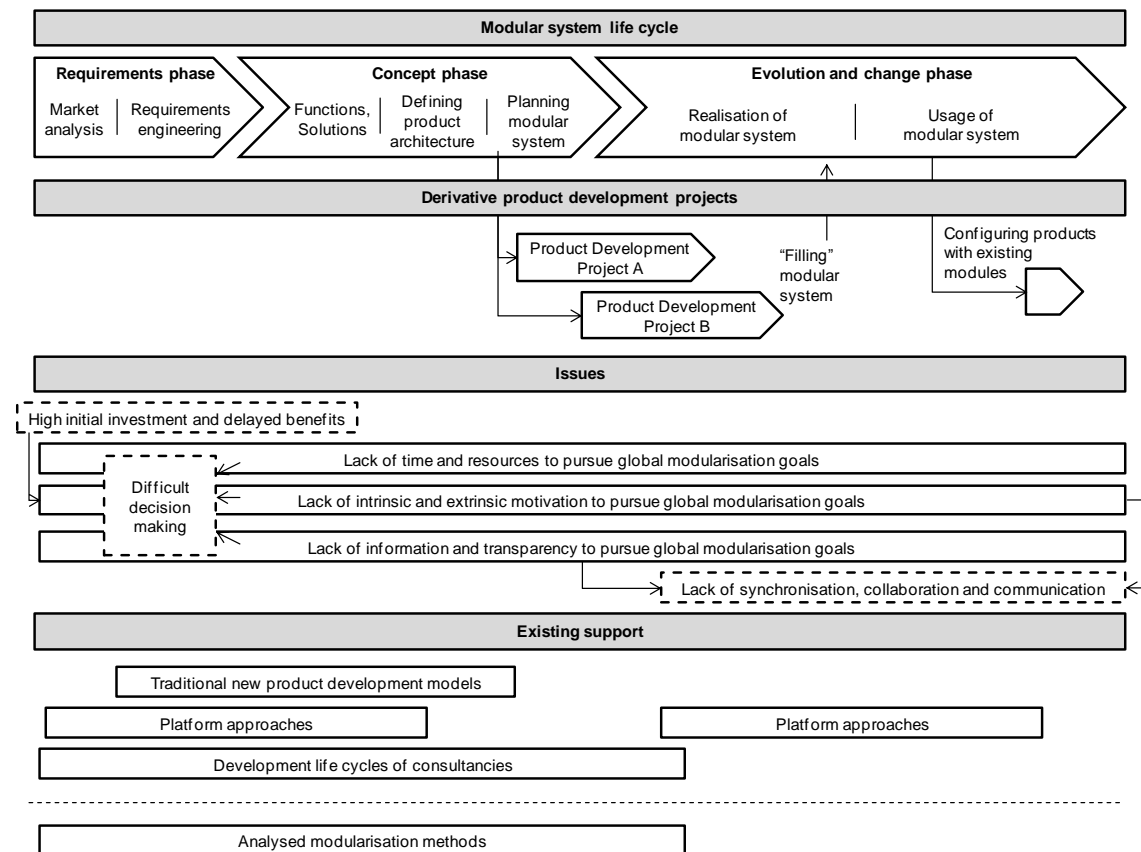 Modular system life cycle
Requirements phase
Market
analysis
Requirements
engineering
Concept phase
Functions,
Solutions
Defining
product
architecture
Planning
modular
system
Evolution and change phase
Realisation of
modular system
Usage of
modular system
Derivative product development projects
Product Development
Project A
Product Development
Project B
“Filling”
modular
system
Configuring products
with existing
modules
Issues
High initial investment and delayed benefits
Lack of time and resources to pursue global modularisation goals
Difficult
decision
making
Lack of intrinsic and extrinsic motivation to pursue global modularisation goals
Lack of information and transparency to pursue global modularisation goals
Lack of synchronisation, collaboration and communication
Existing support
Traditional new product development models
Platform approaches
Platform approaches
Development life cycles of consultancies
Analysed modularisation methods